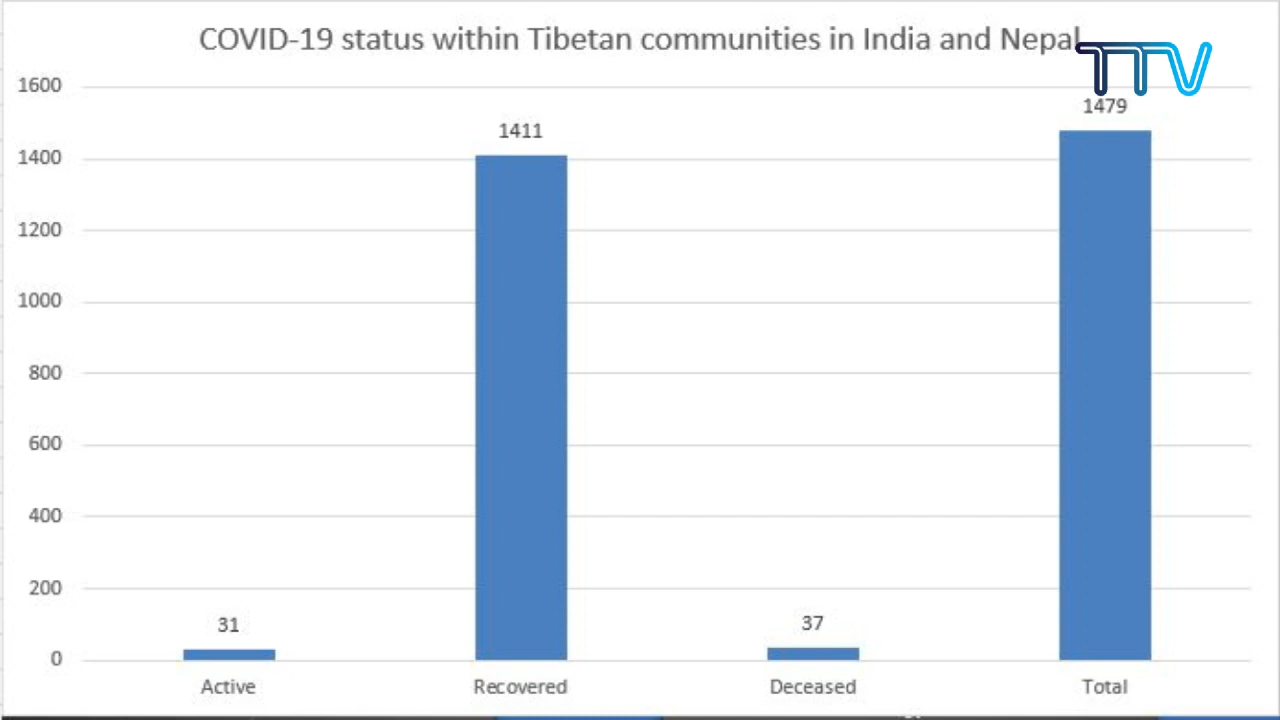 COVID-19 status within Tibetan communities in India and Nepal
TTV
1600
1400
1200
1000
800
600
400
200
0
31
1411
37
1479
Active
Recovered
Deceased
Total